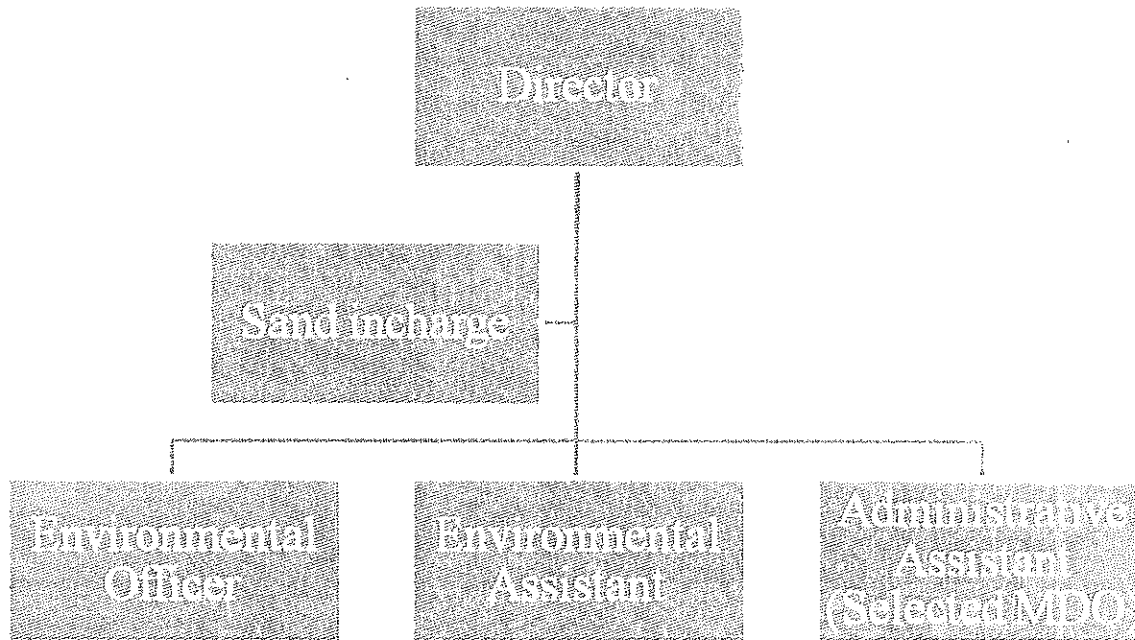 Director
Sand incharge
Environmental
Officer
Environmental
Assistant
Administrative
Assistant
(Selected MDO)